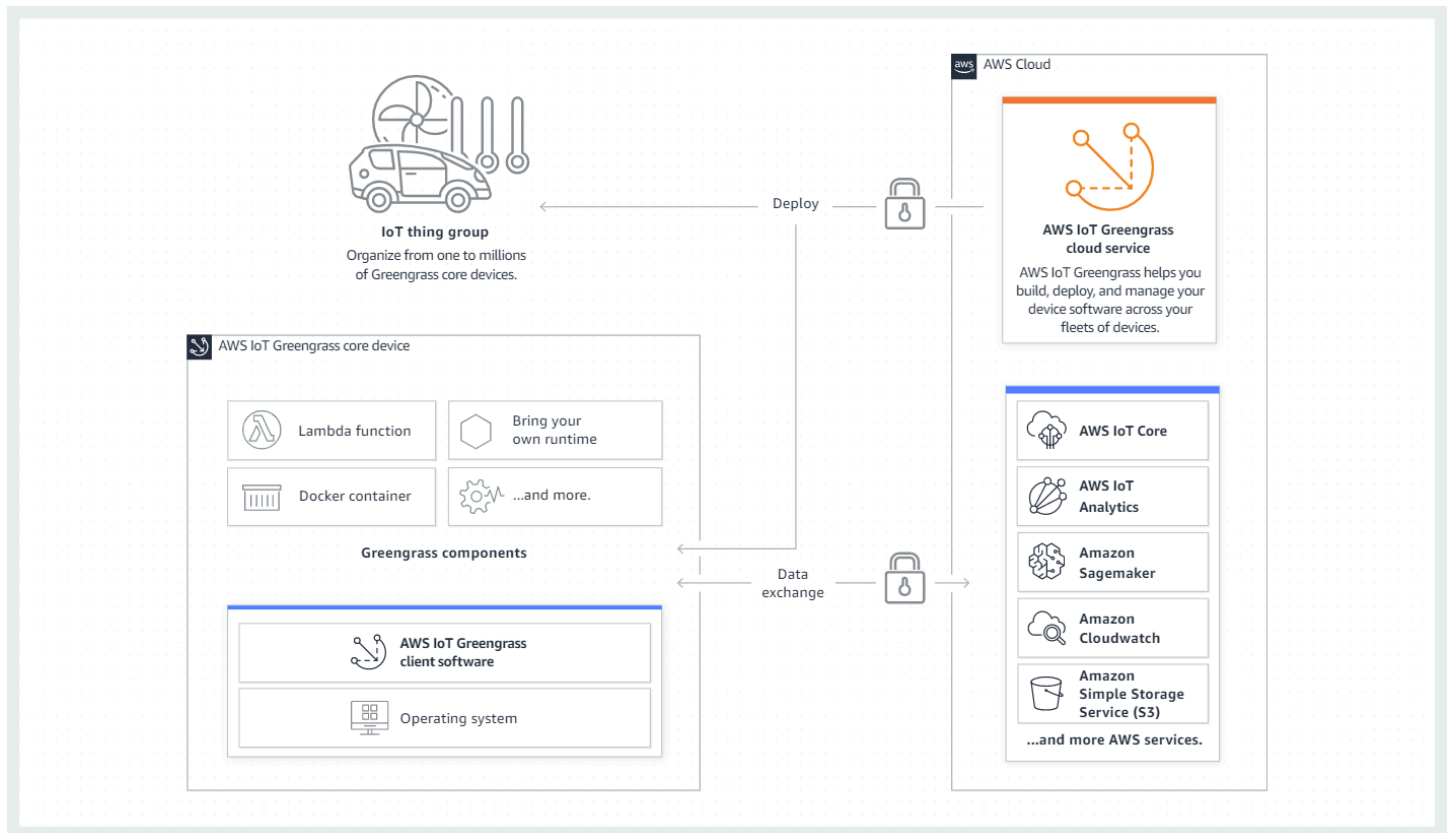 aws
AWS Cloud
IoT thing group
Organize from one to millions
of Greengrass core devices.
Deploy
AWS IoT Greengrass
cloud service
AWS IoT Greengrass helps you
build, deploy, and manage your
device software across your
fleets of devices.
AWS IoT Greengrass core device
Lambda function
Bring your
own runtime
Docker container
...and more.
Greengrass components
AWS IoT Greengrass
client software
Operating system
Data
exchange
AWS IoT Core
AWS IoT
Analytics
Amazon
Sagemaker
Amazon
Cloudwatch
Amazon
Simple Storage
Service (S3)
...and more AWS services.